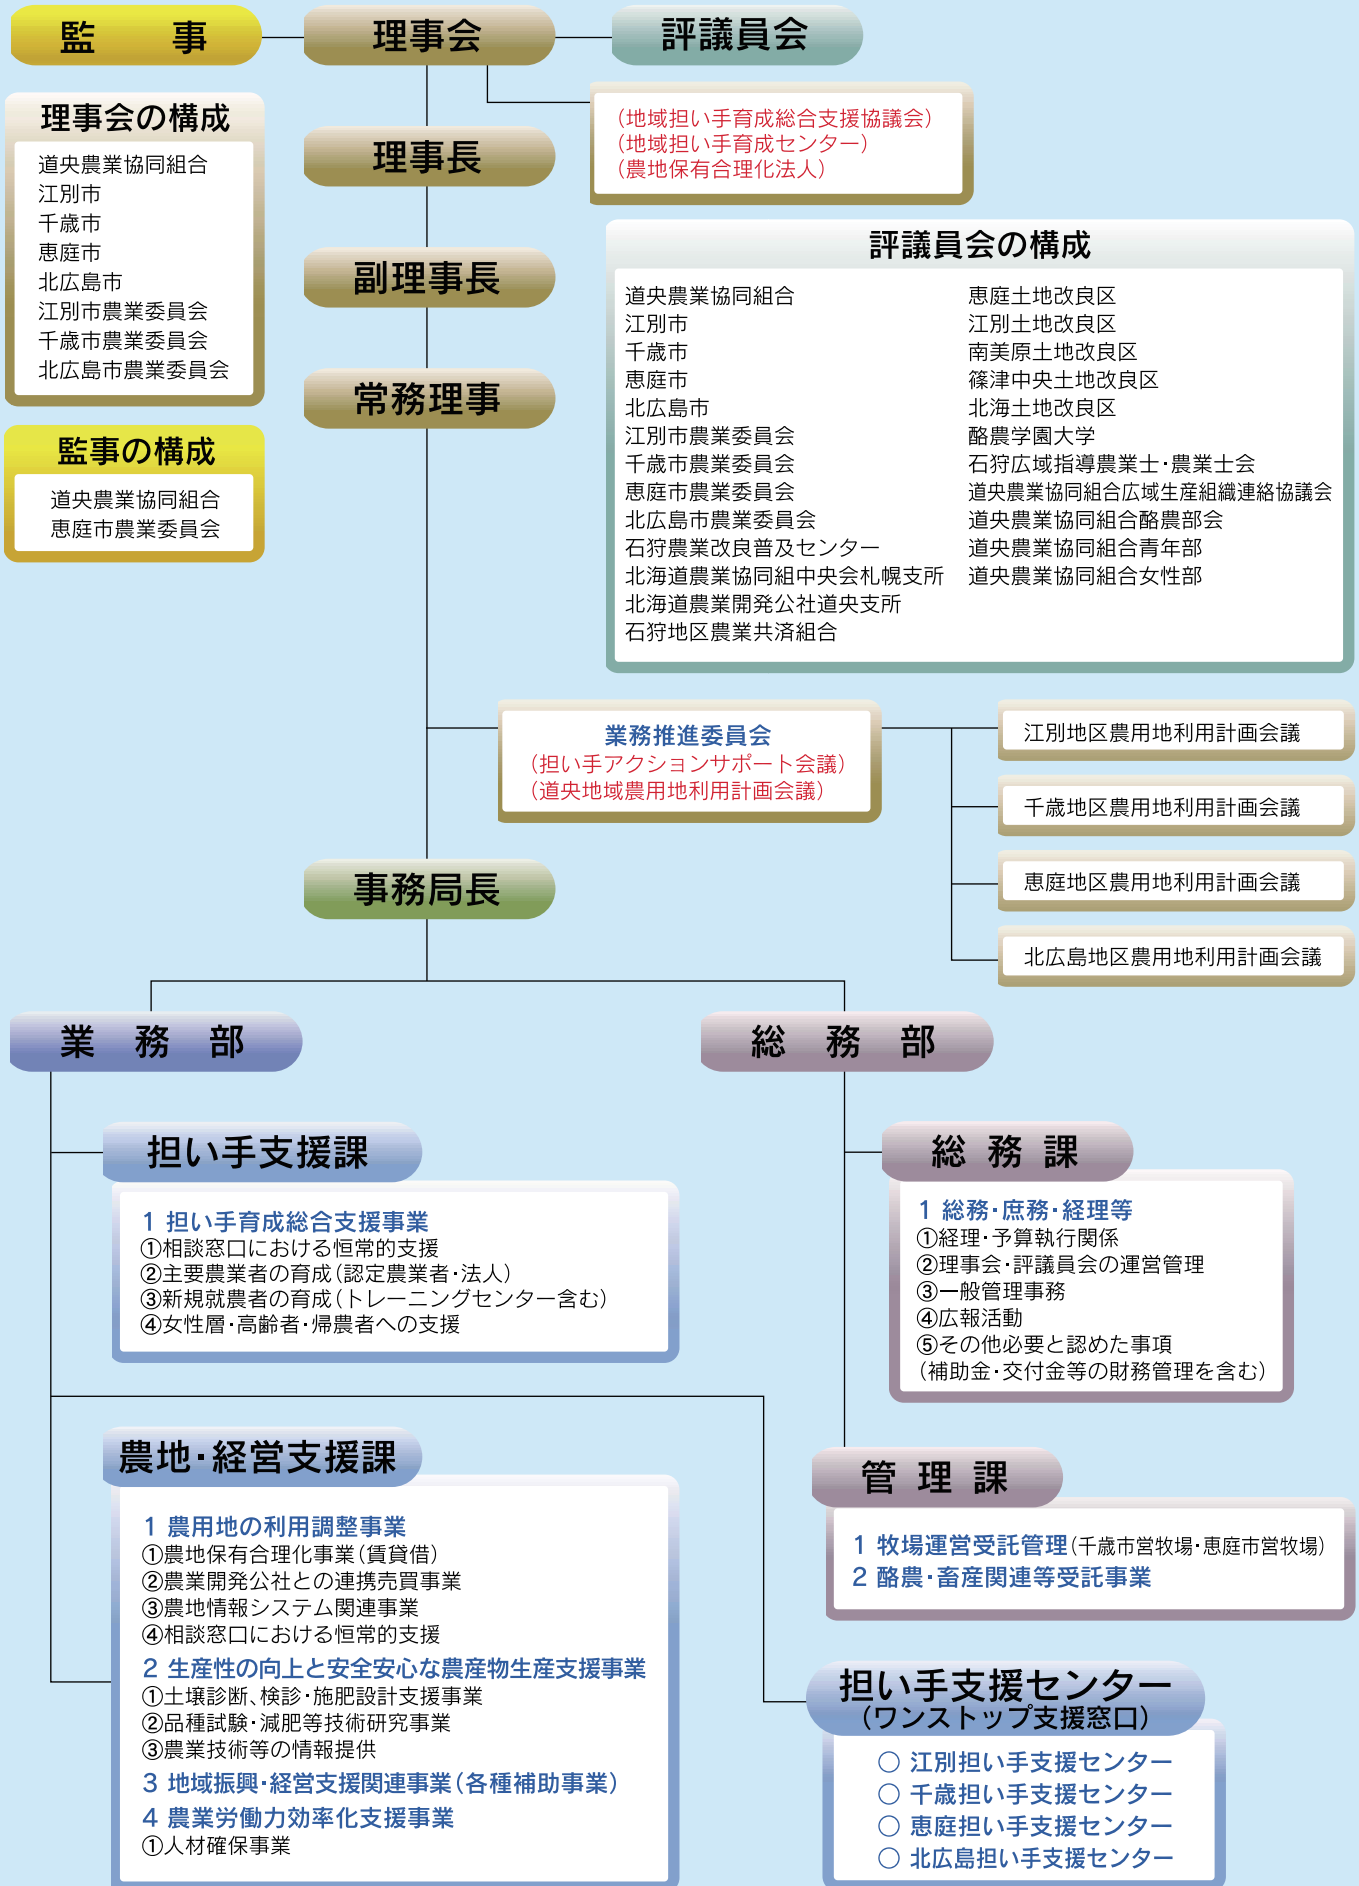 監　事
理事会
評議員会
理事会の構成
道央農業協同組合
江別市
千歳市
恵庭市
北広島市
江別市農業委員会
千歳市農業委員会
北広島市農業委員会
監事の構成
道央農業協同組合
恵庭市農業委員会
理事長
副理事長
常務理事
（地域担い手育成総合支援協議会）
（地域担い手育成センター）
（農地保有合理化法人）
評議員会の構成
道央農業協同組合
江別市
千歳市
恵庭市
北広島市
江別市農業委員会
千歳市農業委員会
恵庭市農業委員会
北広島市農業委員会
石狩農業改良普及センター
北海道農業協同組中央会札幌支所
北海道農業開発公社道央支所
石狩地区農業共済組合
恵庭土地改良区
江別土地改良区
南美原土地改良区
篠津中央土地改良区
北海土地改良区
酪農学園大学
石狩広域指導農業士・農業士会
道央農業協同組合広域生産組織連絡協議会
道央農業協同組合酪農部会
道央農業協同組合青年部
道央農業協同組合女性部
業務推進委員会
（担い手アクションサポート会議）
（道央地域農用地利用計画会議）
江別地区農用地利用計画会議
千歳地区農用地利用計画会議
恵庭地区農用地利用計画会議
北広島地区農用地利用計画会議
事務局長
業　務　部
総　務　部
担い手支援課
1 担い手育成総合支援事業
①相談窓口における恒常的支援
②主要農業者の育成（認定農業者・法人）
③新規就農者の育成（トレーニングセンター含む）
④女性層・高齢者・帰農者への支援
総 務 課
1 総務・庶務・経理等
①経理・予算執行関係
②理事会・評議員会の運営管理
③一般管理事務
④広報活動
⑤その他必要と認めた事項
（補助金・交付金等の財務管理を含む）
農地・経営支援課
1 農用地の利用調整事業
①農地保有合理化事業（賃貸借）
②農業開発公社との連携売買事業
③農地情報システム関連事業
④相談窓口における恒常的支援
2 生産性の向上と安全安心な農産物生産支援事業
①土壌診断、検診・施肥設計支援事業
②品種試験・減肥等技術研究事業
③農業技術等の情報提供
3 地域振興・経営支援関連事業（各種補助事業）
4 農業労働力効率化支援事業
①人材確保事業
管 理 課
1 牧場運営受託管理（千歳市営牧場・恵庭市営牧場）
2 酪農・畜産関連等受託事業
担い手支援センター
（ワンストップ支援窓口）
○ 江別担い手支援センター
○ 千歳担い手支援センター
○ 恵庭担い手支援センター
○ 北広島担い手支援センター